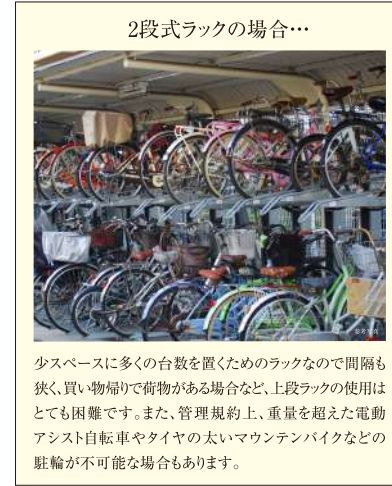 2段式ラックの場合…
参考写真
少スペースに多くの台数を置くためのラックなので間隔も
狭く、買い物帰りで荷物がある場合など、上段ラックの使用は
とても困難です。また、管理規約上、重量を超えた電動
アシスト自転車やタイヤの太いマウンテンバイクなどの
駐輪が不可能な場合もあります。